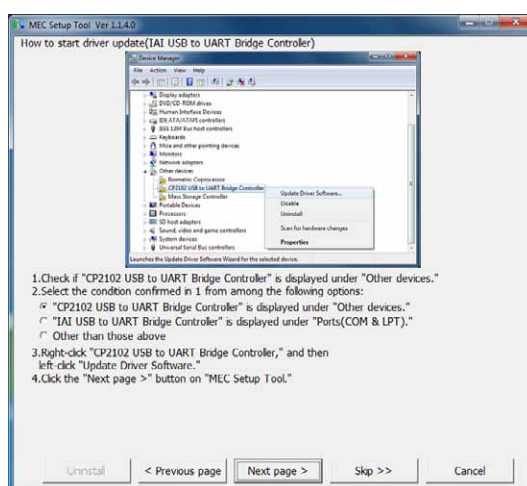 MEC Setup Tool Ver 1.1.4.0
How to start driver update(IAI USB to UART Bridge Controller)
Device Manager
File Action View Help
Display adapters
DVD/CD-ROM drives
Human Interface Devices
IDE ATA/ATAPI controllers
IEEE 1394 Bus host controllers
Keyboards
Mice and other pointing devices
Monitors
Network adapters
Other devices
Biometric Coprocessor
CP2102 USB to UART Bridge Controller
Mass Storage Controller
Portable Devices
Processors
SD host adapters
Sound, video and game controllers
System devices
Universal Serial Bus controllers
Update Driver Software...
Disable
Uninstall
Scan for hardware changes
Properties
Launches the Update Driver Software Wizard for the selected device.
1.Check if "CP2102 USB to UART Bridge Controller" is displayed under "Other devices."
2.Select the condition confirmed in 1 from among the following options:
"CP2102 USB to UART Bridge Controller" is displayed under "Other devices."
"IAI USB to UART Bridge Controller" is displayed under "Ports(COM & LPT)."
Other than those above
3.Right-click "CP2102 USB to UART Bridge Controller," and then
left-click "Update Driver Software."
4.Click the "Next page >" button on "MEC Setup Tool."
Uninstall
< Previous page
Next page >
Skip >>
Cancel